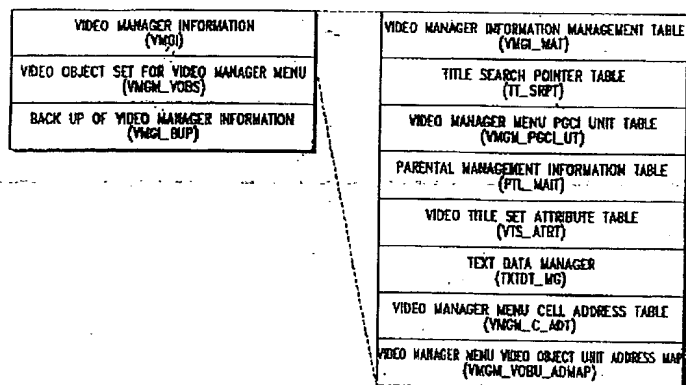 VIDEO MANAGER INFORMATION
(VMGI)
VIDEO OBJECT SET FOR VIDEO MANAGER MENU
(VMGM_VOBS)
BACK UP OF VIDEO MANAGER INFORMATION
(VMGI_BUP)
VIDEO MANAGER INFORMATION MANAGEMENT TABLE
(VMGI_MAT)
TITLE SEARCH POINTER TABLE
(TT_SRPT)
VIDEO MANAGER MENU PGCI UNIT TABLE
(VMGM_PGCI_UT)
PARENTAL MANAGEMENT INFORMATION TABLE
(PTL_MAIT)
VIDEO TITLE SET ATTRIBUTE TABLE
(VTS_ATRT)
TEXT DATA MANAGER
(TXTDT_MG)
VIDEO MANAGER MENU CELL ADDRESS TABLE
(VMGM_C_ADT)
VIDEO MANAGER MENU VIDEO OBJECT UNIT ADDRESS MAP
(VMGM_VOBU_ADMAP)